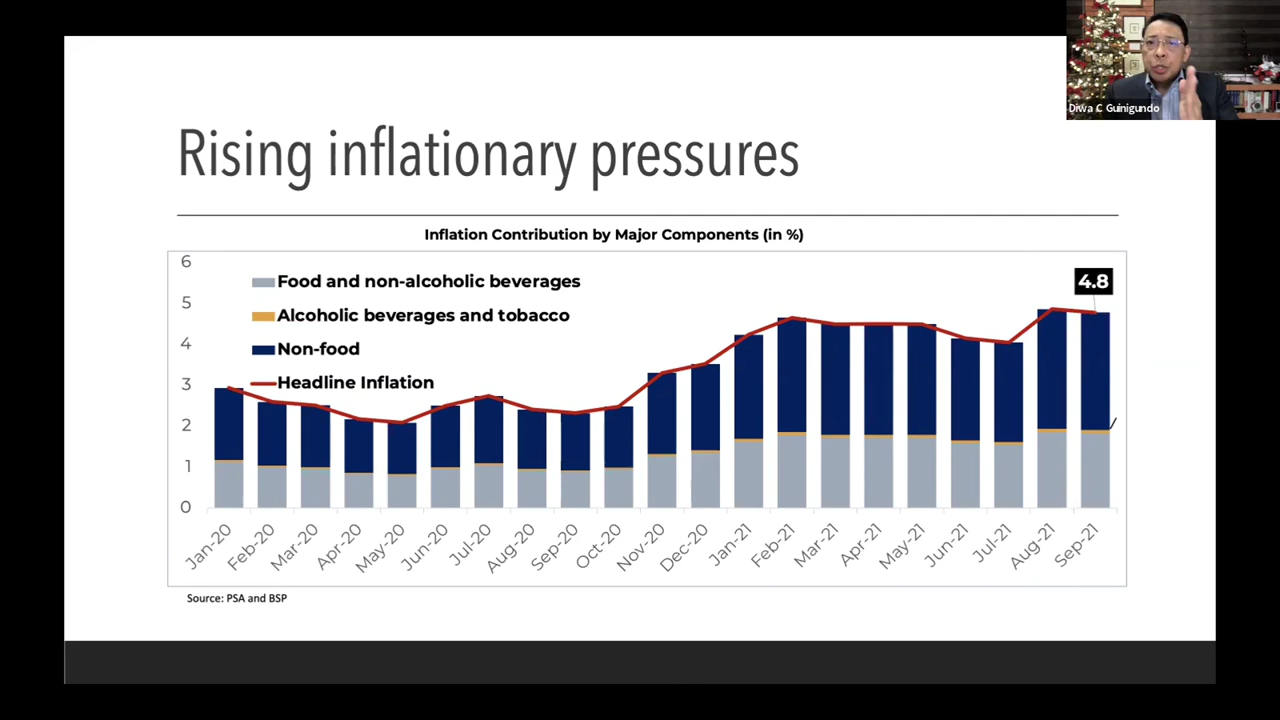 Diwa C Guinigundo
Rising inflationary pressures
Inflation Contribution by Major Components (in %)
6
5
4
3
2
1
0
Food and non-alcoholic beverages
Alcoholic beverages and tobacco
Non-food
Headline Inflation
4.8
Jan-20 Feb-20 Mar-20 Apr-20 May-20 Jun-20 Jul-20 Aug-20 Sep-20 Oct-20 Nov-20 Dec-20 Jan-21 Feb-21 Mar-21 Apr-21 May-21 Jun-21 Jul-21 Aug-21 Sep-21
Source: PSA and BSP